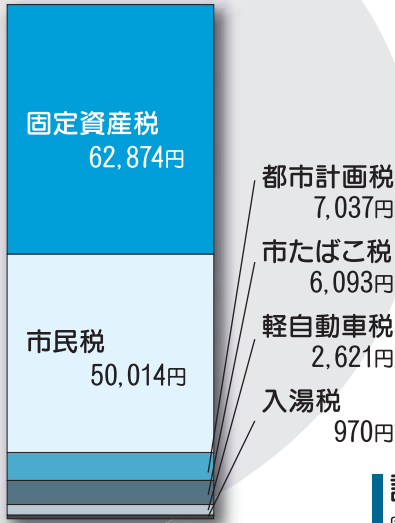 固定資産税
62,874円
市民税
50,014円
都市計画税
7,037円
市たばこ税
6,093円
軽自動車税
2,621円
入湯税
970円